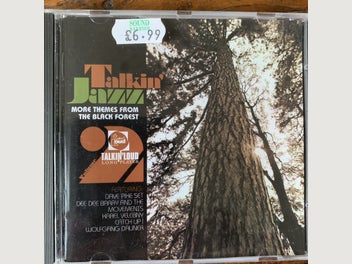 SOUND
£6.99
Talkin'
Jazz
MORE THEMES FROM
THE BLACK FOREST
2
TALKIN' LOUD
FEATURING:
DAVE PIKE SET
DEE DEE BARRY AND THE
MOVEMENTS
KAREL VELEBNY
CATCH UP
WOLFGANG DAUNER